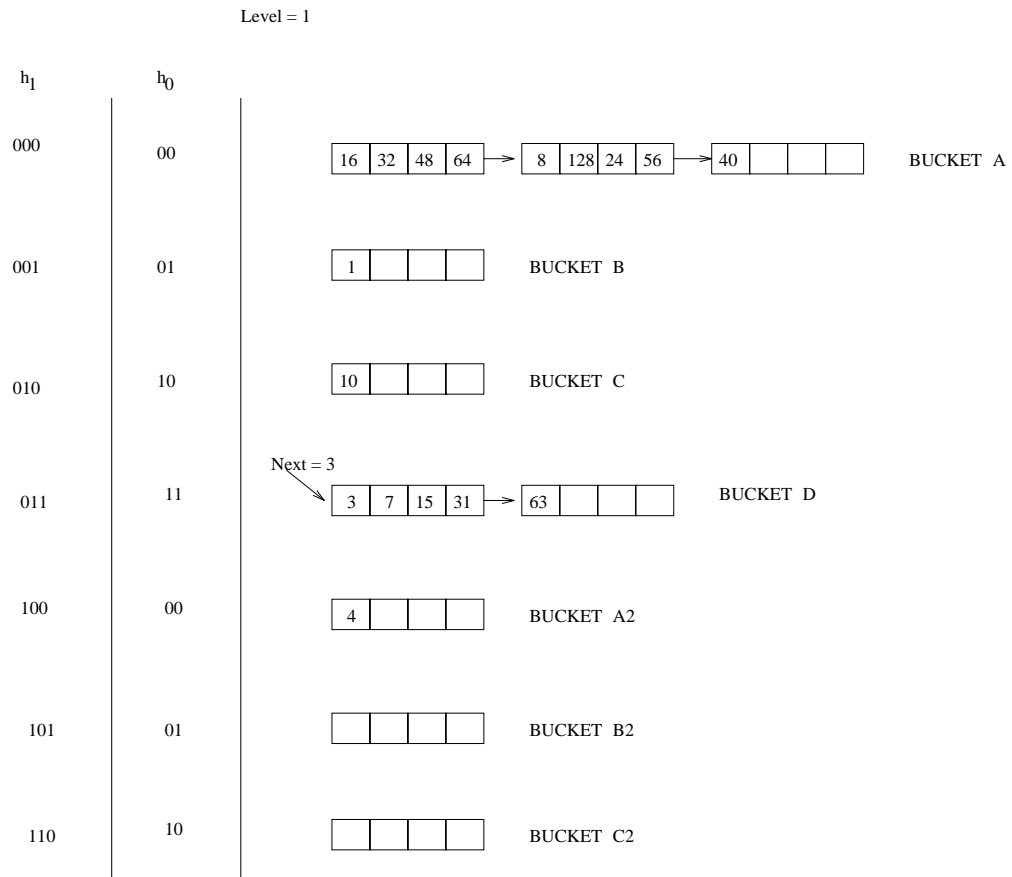 Level = 1
h1 h0
000 00 16 32 48 64 8 128 24 56 40 BUCKET A
001 01 1 BUCKET B
010 10 10 BUCKET C
Next = 3
011 11 3 7 15 31 63 BUCKET D
100 00 4 BUCKET A2
101 01 BUCKET B2
110 10 BUCKET C2